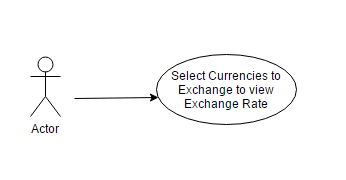 Select Currencies to
Exchange to view
Exchange Rate
Actor